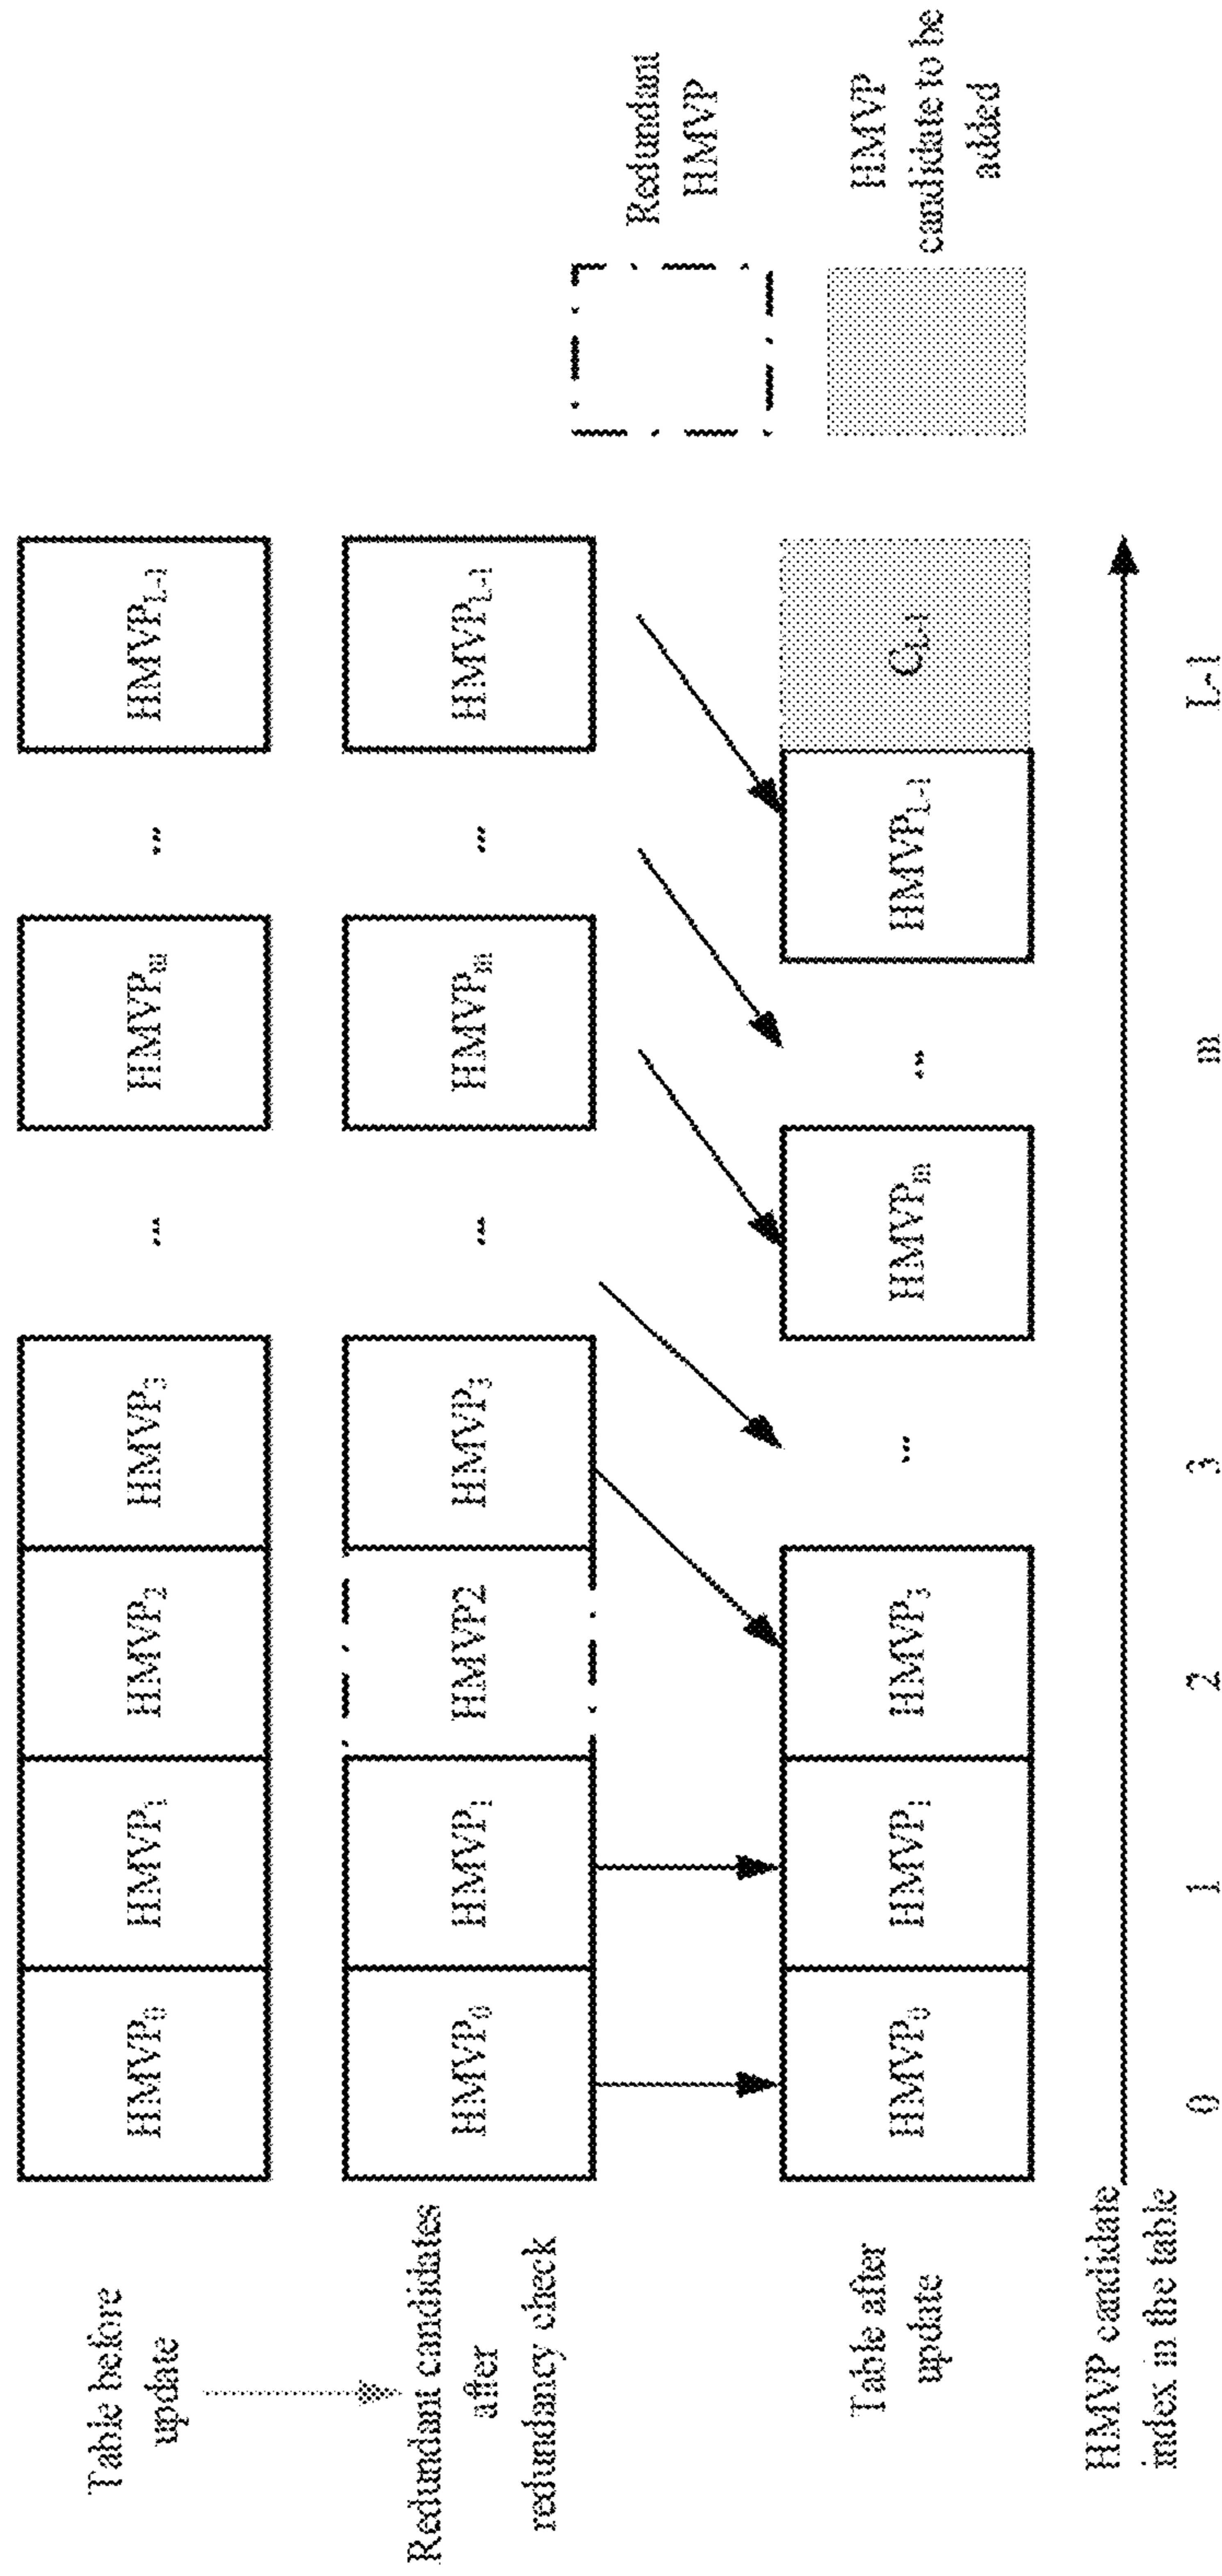 Table before
update
HMVP0 HMVP1 HMVP2 HMVP3 ... HMVPm ... HMVPL-1
Redundant candidates
after
redundancy check
HMVP0 HMVP1 HMVP2 HMVP3 ... HMVPm ... HMVPL-1
Redundant
HMVP
Table after
update
HMVP0 HMVP1 HMVP3 ... HMVPm ... HMVPL-1 CL-1
HMVP
candidate to be
added
HMVP candidate
index in the table
0 1 2 3 m L-1